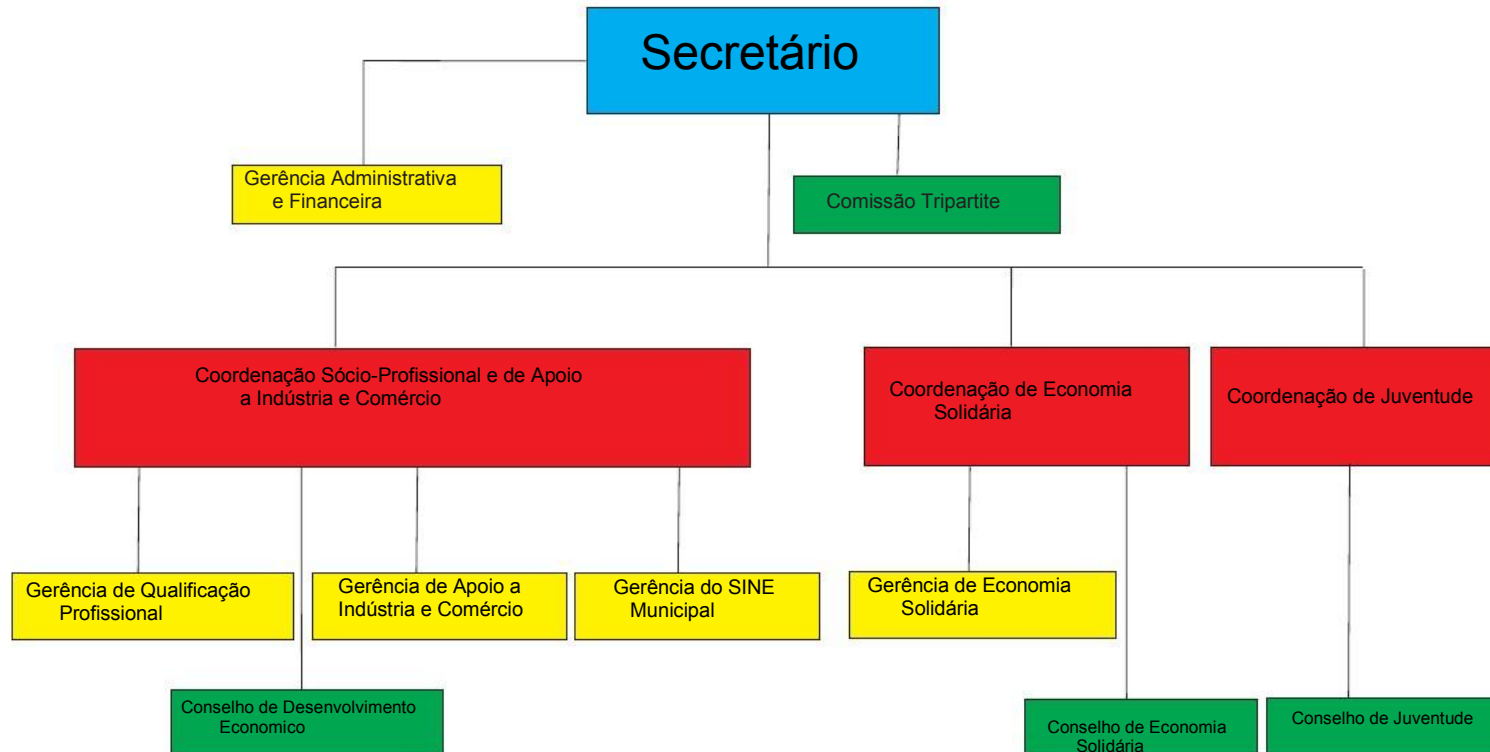 Secretário
Gerência Administrativa
e Financeira
Comissão Tripartite
Coordenação Sócio-Profissional e de Apoio
a Indústria e Comércio
Coordenação de Economia
Solidária
Coordenação de Juventude
Gerência de Qualificação
Profissional
Gerência de Apoio a
Indústria e Comércio
Gerência do SINE
Municipal
Gerência de Economia
Solidária
Conselho de Desenvolvimento
Economico
Conselho de Economia
Solidária
Conselho de Juventude